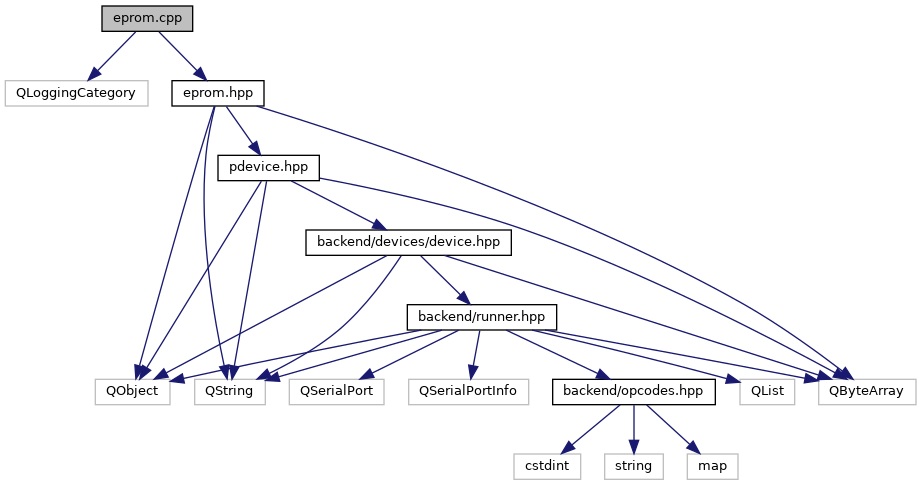 eprom.cpp
QLoggingCategory
eprom.hpp
pdevice.hpp
backend/devices/device.hpp
backend/runner.hpp
QObject
QString
QSerialPort
QSerialPortInfo
backend/opcodes.hpp
QList
QByteArray
cstdint
string
map